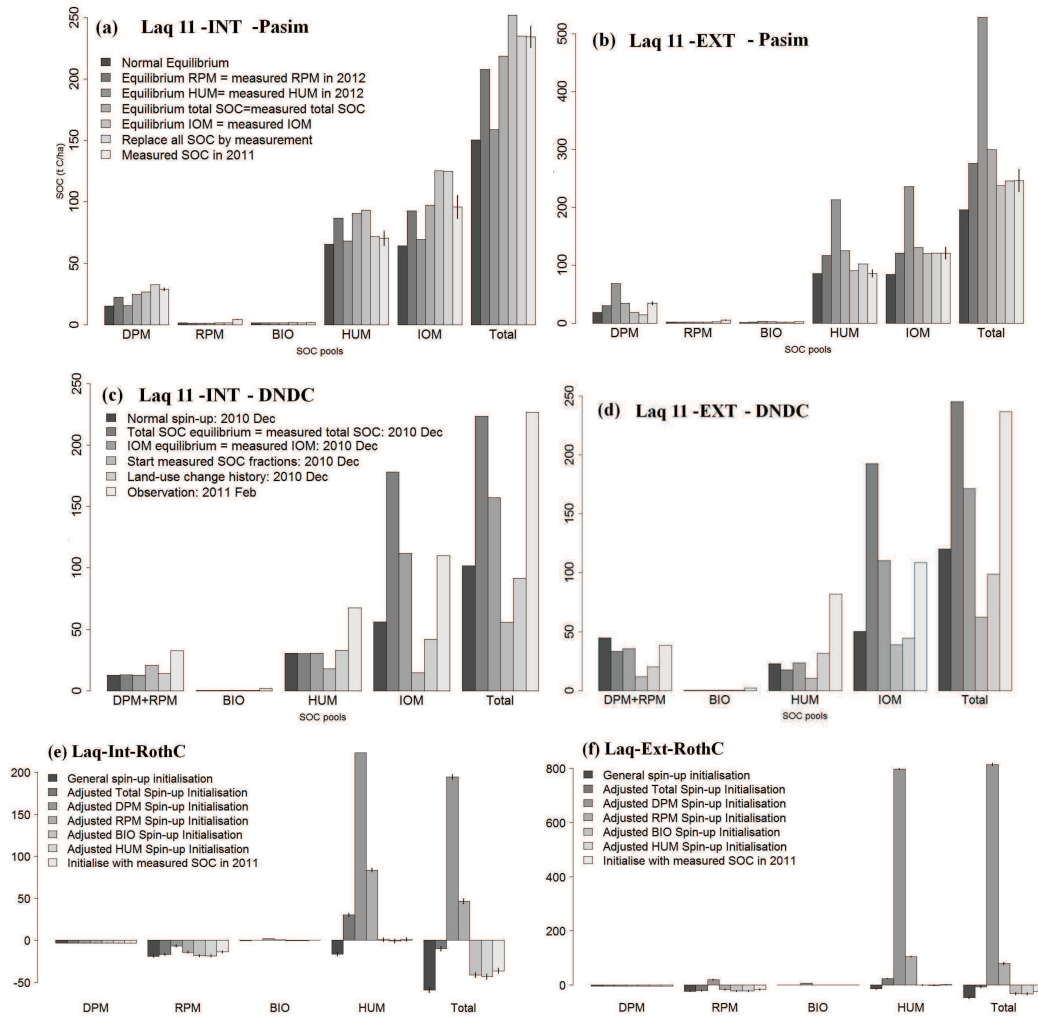 (a) Laq 11 -INT -Pasim
Normal Equilibrium
Equilibrium RPM = measured RPM in 2012
Equilibrium HUM= measured HUM in 2012
Equilibrium total SOC=measured total SOC
Equilibrium IOM = measured IOM
Replace all SOC by measurement
Measured SOC in 2011
SOC (t C/ha)
250
200
150
100
50
0
DPM RPM BIO HUM IOM Total
SOC pools
(b) Laq 11 -EXT - Pasim
500
400
300
200
100
0
DPM RPM BIO HUM IOM Total
(c) Laq 11 -INT - DNDC
Normal spin-up: 2010 Dec
Total SOC equilibrium = measured total SOC: 2010 Dec
IOM equilibrium = measured IOM: 2010 Dec
Start measured SOC fractions: 2010 Dec
Land-use change history: 2010 Dec
Observation: 2011 Feb
250
200
150
100
50
0
DPM+RPM BIO HUM IOM Total
SOC pools
(d) Laq 11 -EXT - DNDC
250
200
150
100
50
0
DPM+RPM BIO HUM IOM Total
SOC pools
(e) Laq-Int-RothC
General spin-up initialisation
Adjusted Total Spin-up Initialisation
Adjusted DPM Spin-up Initialisation
Adjusted RPM Spin-up Initialisation
Adjusted BIO Spin-up Initialisation
Adjusted HUM Spin-up Initialisation
Initialise with measured SOC in 2011
200
150
100
50
0
-50
DPM RPM BIO HUM Total
(f) Laq-Ext-RothC
General spin-up initialisation
Adjusted Total Spin-up Initialisation
Adjusted DPM Spin-up Initialisation
Adjusted RPM Spin-up Initialisation
Adjusted BIO Spin-up Initialisation
Adjusted HUM Spin-up Initialisation
Initialise with measured SOC in 2011
800
600
400
200
0
DPM RPM BIO HUM Total